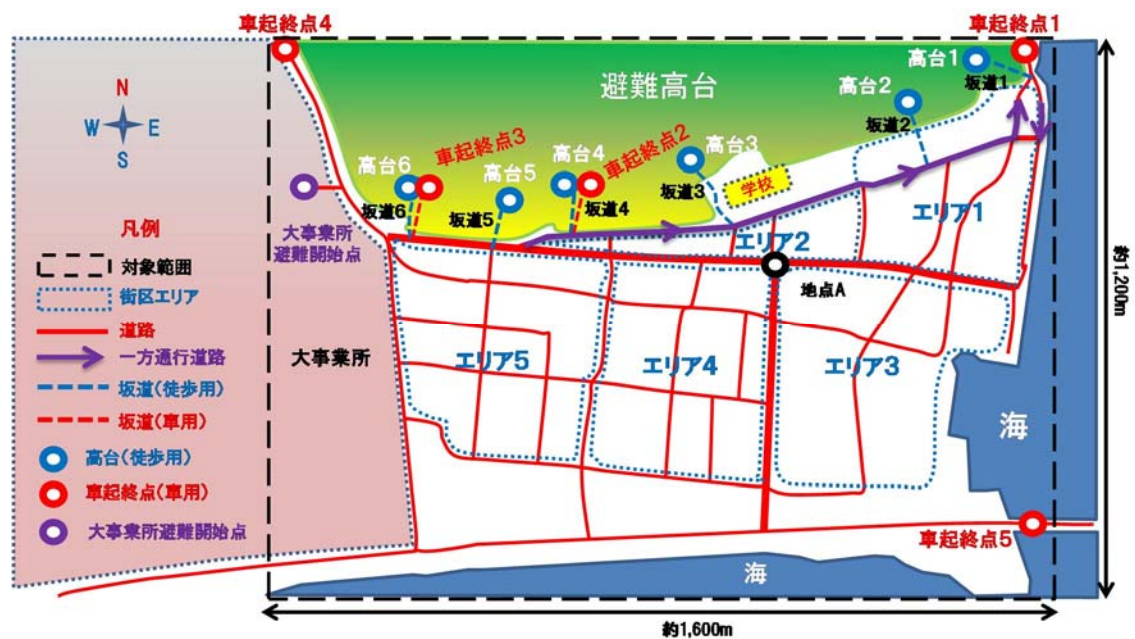 車起終点4
車起終点1
高台1
坂道1
避難高台
高台2
坂道2
N
W
E
S
車起終点3
車起終点2
高台3
高台6
高台5
高台4
坂道3
学校
坂道6
坂道5
坂道4
エリア1
大事業所
避難開始点
エリア2
凡例
対象範囲
街区エリア
道路
一方通行道路
坂道(徒歩用)
坂道(車用)
高台(徒歩用)
車起終点(車用)
大事業所避難開始点
地点A
約1,200m
大事業所
エリア5
エリア4
エリア3
海
車起終点5
海
約1,600m